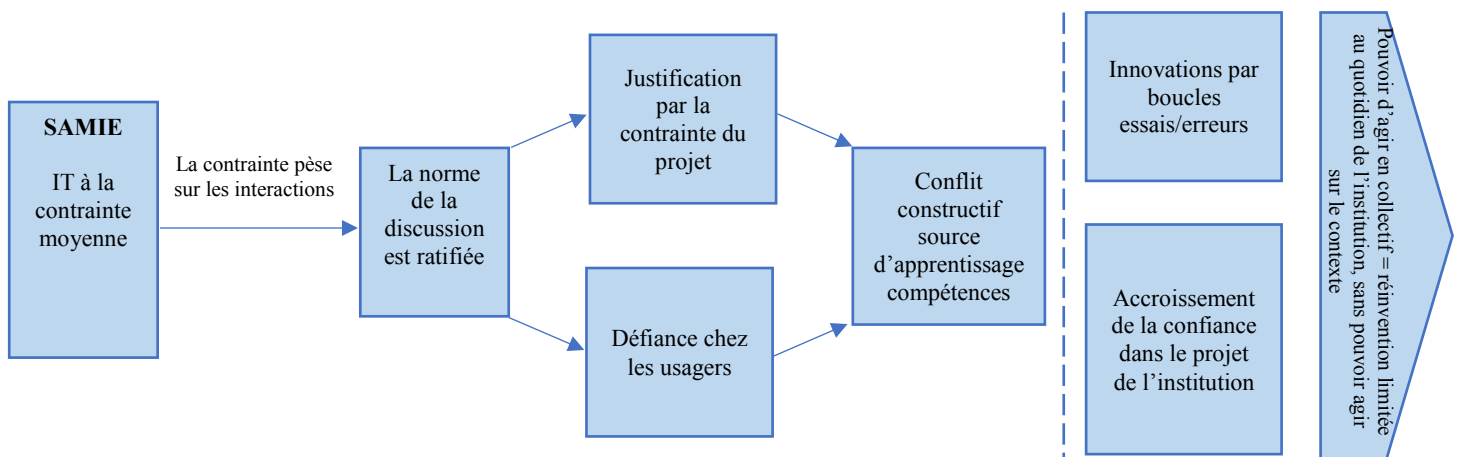 SAMIE
IT à la
contrainte
moyenne
La contrainte pèse
sur les interactions
La norme
de la
discussion
est ratifiée
Justification
par la
contrainte du
projet
Défiance chez
les usagers
Conflit
constructif
source
d’apprentissage
compétences
Innovations par
boucles
essais/erreurs
Accroissement
de la confiance
dans le projet
de l’institution
Pouvoir d’agir en collectif = réinvention limitée
au quotidien de l’institution, sans pouvoir agir
sur le contexte